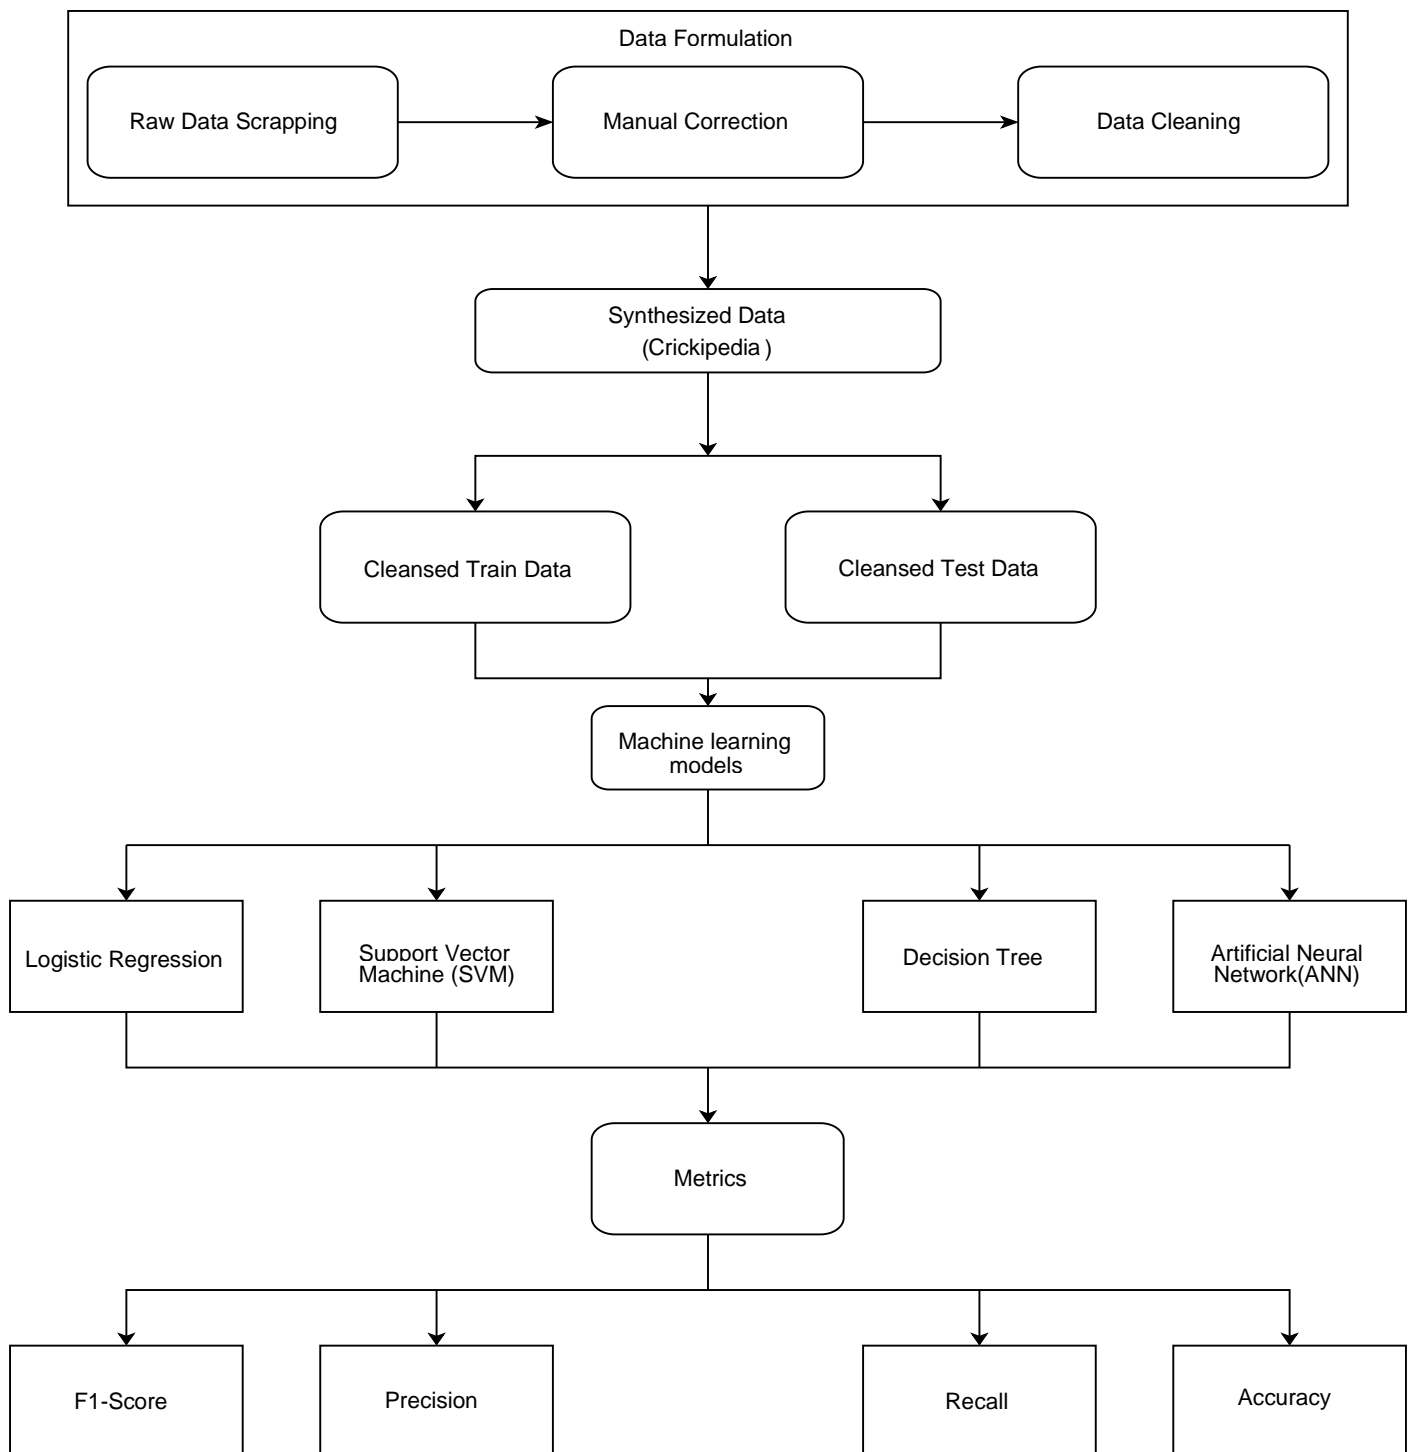 Data Formulation
Raw Data Scrapping
Manual Correction
Data Cleaning
Synthesized Data
(Crickipedia )
Cleansed Train Data
Cleansed Test Data
Machine learning
models
Logistic Regression
Support Vector
Machine (SVM)
Decision Tree
Artificial Neural
Network(ANN)
Metrics
F1-Score
Precision
Recall
Accuracy